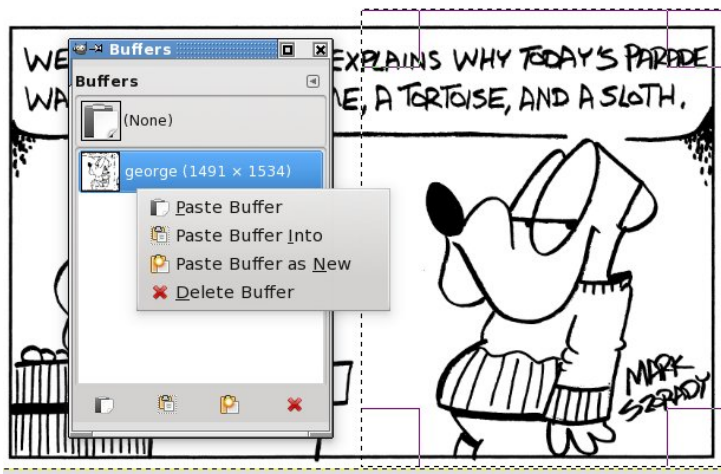 Buffers
WE EXPLAINS WHY TODAY'S PARADE
Buffers
WA ME, A TORTOISE, AND A SLOTH.
(None)
george (1491 × 1534)
Paste Buffer
Paste Buffer Into
Paste Buffer as New
Delete Buffer
MARK
SZORADY